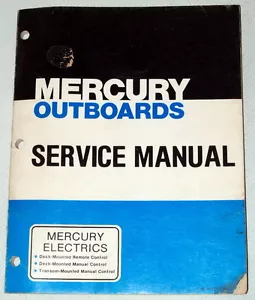 MERCURY
OUTBOARDS
SERVICE MANUAL
MERCURY
ELECTRICS
Deck-Mounted Remote Control
Deck-Mounted Manual Control
Transom-Mounted Manual Control